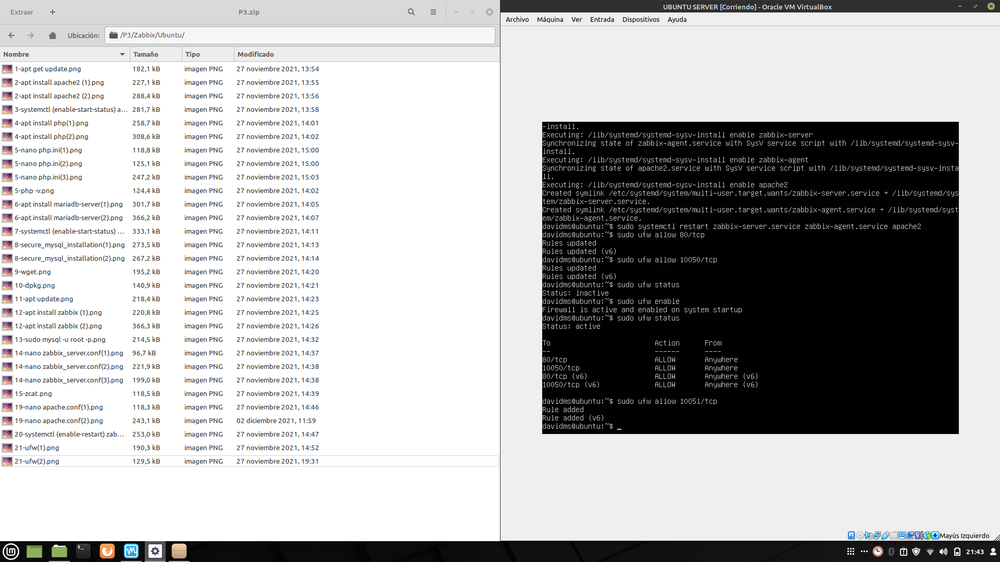 Extraer
P3.zip
Ubicación:
/P3/Zabbix/Ubuntu/
Nombre Tamaño Tipo Modificado
1-apt get update.png 182,1 kB imagen PNG 27 noviembre 2021, 13:54
2-apt install apache2 (1).png 227,1 kB imagen PNG 27 noviembre 2021, 13:55
2-apt install apache2 (2).png 288,4 kB imagen PNG 27 noviembre 2021, 13:56
3-systemctl (enable-start-status) a... 281,7 kB imagen PNG 27 noviembre 2021, 13:58
4-apt install php(1).png 258,7 kB imagen PNG 27 noviembre 2021, 14:01
4-apt install php(2).png 308,6 kB imagen PNG 27 noviembre 2021, 14:02
5-nano php.ini(1).png 118,8 kB imagen PNG 27 noviembre 2021, 15:00
5-nano php.ini(2).png 125,1 kB imagen PNG 27 noviembre 2021, 15:00
5-nano php.ini(3).png 247,2 kB imagen PNG 27 noviembre 2021, 15:03
5-php -v.png 124,4 kB imagen PNG 27 noviembre 2021, 14:02
6-apt install mariadb-server(1).png 301,7 kB imagen PNG 27 noviembre 2021, 14:05
6-apt install mariadb-server(2).png 366,2 kB imagen PNG 27 noviembre 2021, 14:07
7-systemctl (enable-start-status) ... 333,1 kB imagen PNG 27 noviembre 2021, 14:11
8-secure_mysql_installation(1).png 273,5 kB imagen PNG 27 noviembre 2021, 14:13
8-secure_mysql_installation(2).png 267,2 kB imagen PNG 27 noviembre 2021, 14:14
9-wget.png 195,2 kB imagen PNG 27 noviembre 2021, 14:20
10-dpkg.png 140,9 kB imagen PNG 27 noviembre 2021, 14:21
11-apt update.png 218,4 kB imagen PNG 27 noviembre 2021, 14:23
12-apt install zabbix (1).png 220,8 kB imagen PNG 27 noviembre 2021, 14:25
12-apt install zabbix (2).png 366,3 kB imagen PNG 27 noviembre 2021, 14:26
13-sudo mysql -u root -p.png 214,5 kB imagen PNG 27 noviembre 2021, 14:32
14-nano zabbix_server.conf(1).png 96,7 kB imagen PNG 27 noviembre 2021, 14:37
14-nano zabbix_server.conf(2).png 221,9 kB imagen PNG 27 noviembre 2021, 14:38
14-nano zabbix_server.conf(3).png 199,0 kB imagen PNG 27 noviembre 2021, 14:38
15-zcat.png 118,5 kB imagen PNG 27 noviembre 2021, 14:39
19-nano apache.conf(1).png 118,3 kB imagen PNG 27 noviembre 2021, 14:46
19-nano apache.conf(2).png 243,1 kB imagen PNG 02 diciembre 2021, 11:59
20-systemctl (enable-restart) zab... 253,0 kB imagen PNG 27 noviembre 2021, 14:47
21-ufw(1).png 190,3 kB imagen PNG 27 noviembre 2021, 14:52
21-ufw(2).png 129,5 kB imagen PNG 27 noviembre 2021, 19:31
UBUNTU SERVER [Corriendo] - Oracle VM VirtualBox
Archivo Máquina Ver Entrada Dispositivos Ayuda
-install.
Executing: /lib/systemd/systemd-sysv-install enable zabbix-server
Synchronizing state of zabbix-agent.service with SysV service script with /lib/systemd/systemd-sysv-
install.
Executing: /lib/systemd/systemd-sysv-install enable zabbix-agent
Synchronizing state of apache2.service with SysV service script with /lib/systemd/systemd-sysv-insta
ll.
Executing: /lib/systemd/systemd-sysv-install enable apache2
Created symlink /etc/systemd/system/multi-user.target.wants/zabbix-server.service → /lib/systemd/sys
tem/zabbix-server.service.
Created symlink /etc/systemd/system/multi-user.target.wants/zabbix-agent.service → /lib/systemd/syst
em/zabbix-agent.service.
davidms@ubuntu:~$ sudo systemctl restart zabbix-server.service zabbix-agent.service apache2
davidms@ubuntu:~$ sudo ufw allow 80/tcp
Rules updated
Rules updated (v6)
davidms@ubuntu:~$ sudo ufw allow 10050/tcp
Rules updated
Rules updated (v6)
davidms@ubuntu:~$ sudo ufw status
Status: inactive
davidms@ubuntu:~$ sudo ufw enable
Firewall is active and enabled on system startup
davidms@ubuntu:~$ sudo ufw status
Status: active
To Action From
-- ------ ----
80/tcp ALLOW Anywhere
10050/tcp ALLOW Anywhere
80/tcp (v6) ALLOW Anywhere (v6)
10050/tcp (v6) ALLOW Anywhere (v6)
davidms@ubuntu:~$ sudo ufw allow 10051/tcp
Rule added
Rule added (v6)
davidms@ubuntu:~$ _
Mayús Izquierdo
21:43